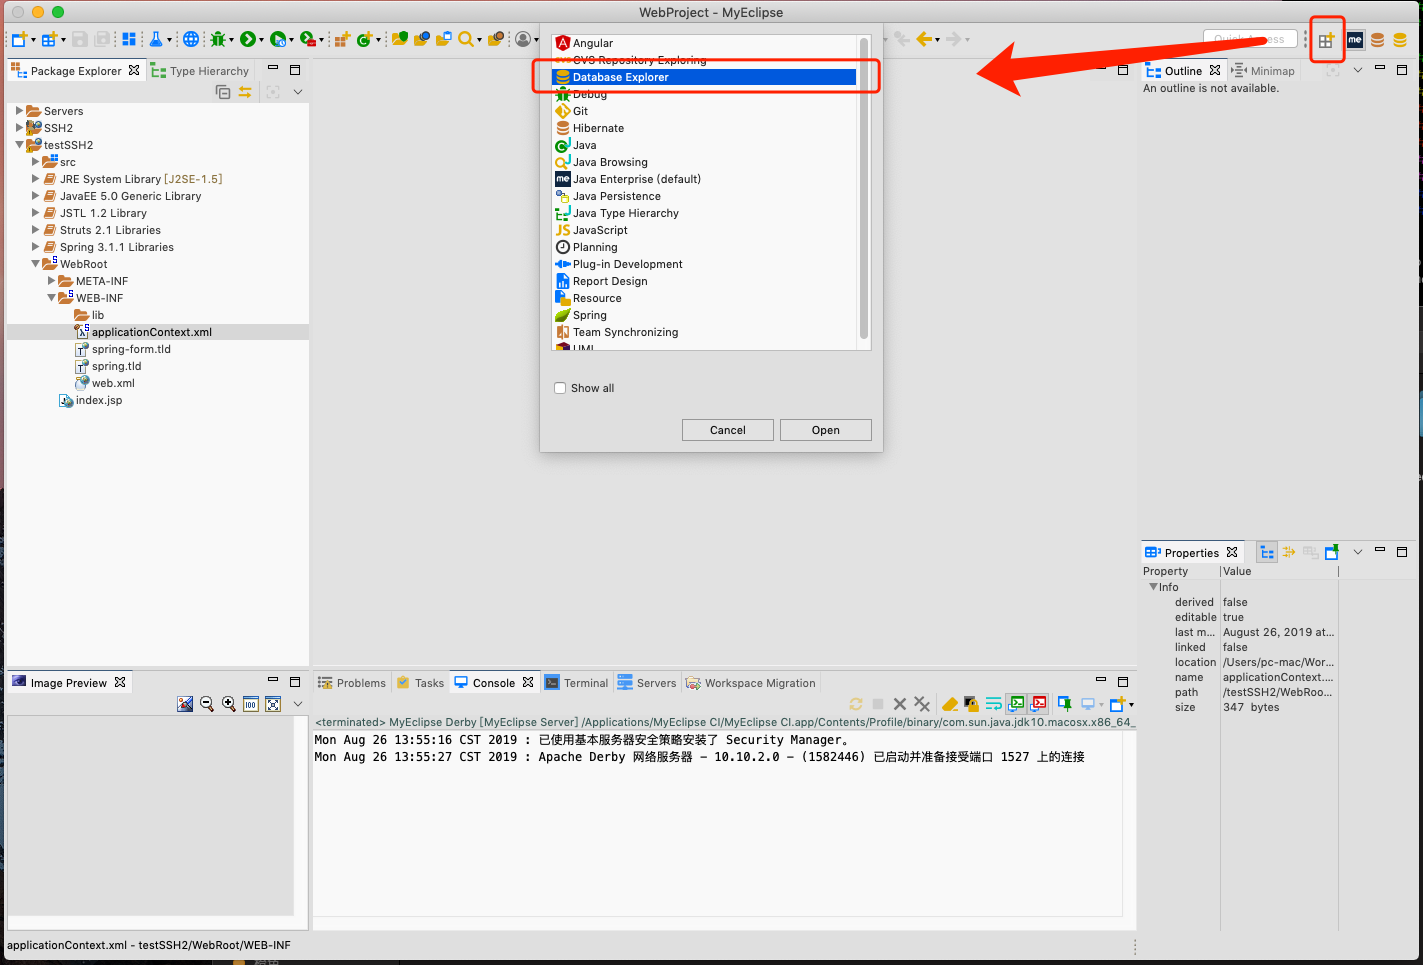 WebProject - MyEclipse
Quick Access
me
Package Explorer
Type Hierarchy
Servers
SSH2
testSSH2
src
JRE System Library [J2SE-1.5]
JavaEE 5.0 Generic Library
JSTL 1.2 Library
Struts 2.1 Libraries
Spring 3.1.1 Libraries
WebRoot
META-INF
WEB-INF
lib
applicationContext.xml
spring-form.tld
spring.tld
web.xml
index.jsp
Angular
CVS Repository Exploring
Database Explorer
Debug
Git
Hibernate
Java
Java Browsing
Java Enterprise (default)
Java Persistence
Java Type Hierarchy
JavaScript
Planning
Plug-in Development
Report Design
Resource
Spring
Team Synchronizing
UML
Show all
Cancel
Open
Outline
Minimap
An outline is not available.
Properties
Property
Value
Info
derived false
editable true
last m... August 26, 2019 at...
linked false
location /Users/pc-mac/Wor...
name applicationContext....
path /testSSH2/WebRoo...
size 347 bytes
Image Preview
Problems
Tasks
Console
Terminal
Servers
Workspace Migration
<terminated> MyEclipse Derby [MyEclipse Server] /Applications/MyEclipse CI/MyEclipse CI.app/Contents/Profile/binary/com.sun.java.jdk10.macosx.x86_64_
Mon Aug 26 13:55:16 CST 2019 : 已使用基本服务器安全策略安装了 Security Manager。
Mon Aug 26 13:55:27 CST 2019 : Apache Derby 网络服务器 - 10.10.2.0 - (1582446) 已启动并准备接受端口 1527 上的连接
applicationContext.xml - testSSH2/WebRoot/WEB-INF